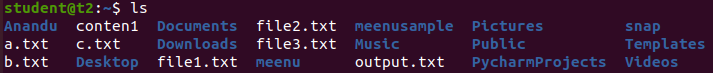 student@t2:~$ ls
Anandu conten1 Documents file2.txt meenusample Pictures snap
a.txt c.txt Downloads file3.txt Music Public Templates
b.txt Desktop file1.txt meenu output.txt PycharmProjects Videos